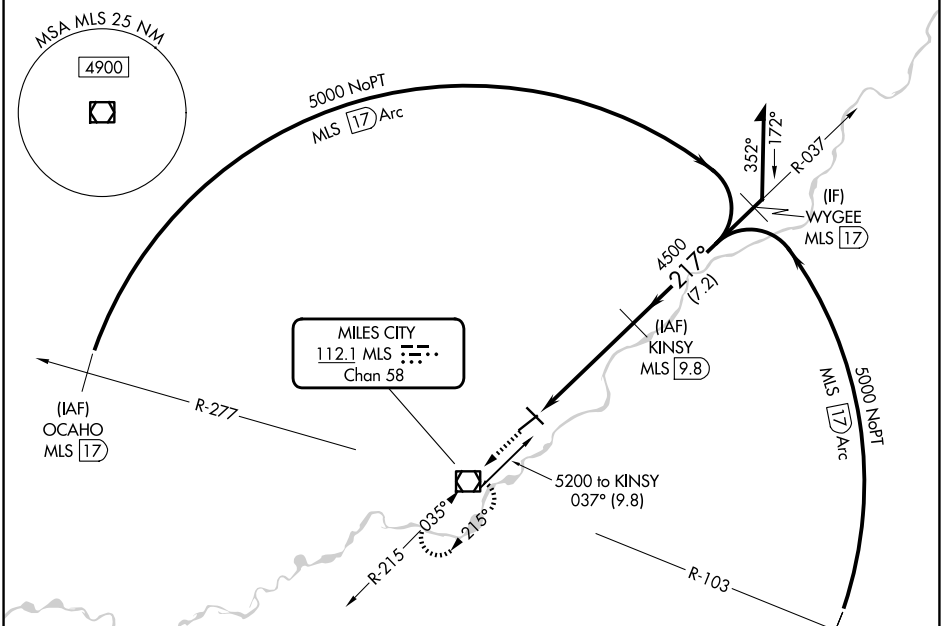 MSA MLS 25 NM
4900
5000 NoPT
MLS 17 Arc
352°
172°
R-037
(IF)
WYGEE
MLS 17
4500
217°
(7.2)
(IAF)
KINSY
MLS 9.8
MILES CITY
112.1 MLS
Chan 58
5000 NoPT
MLS 17 Arc
(IAF)
OCAHO
MLS 17
R-277
5200 to KINSY
037° (9.8)
035°
215°
R-215
R-103